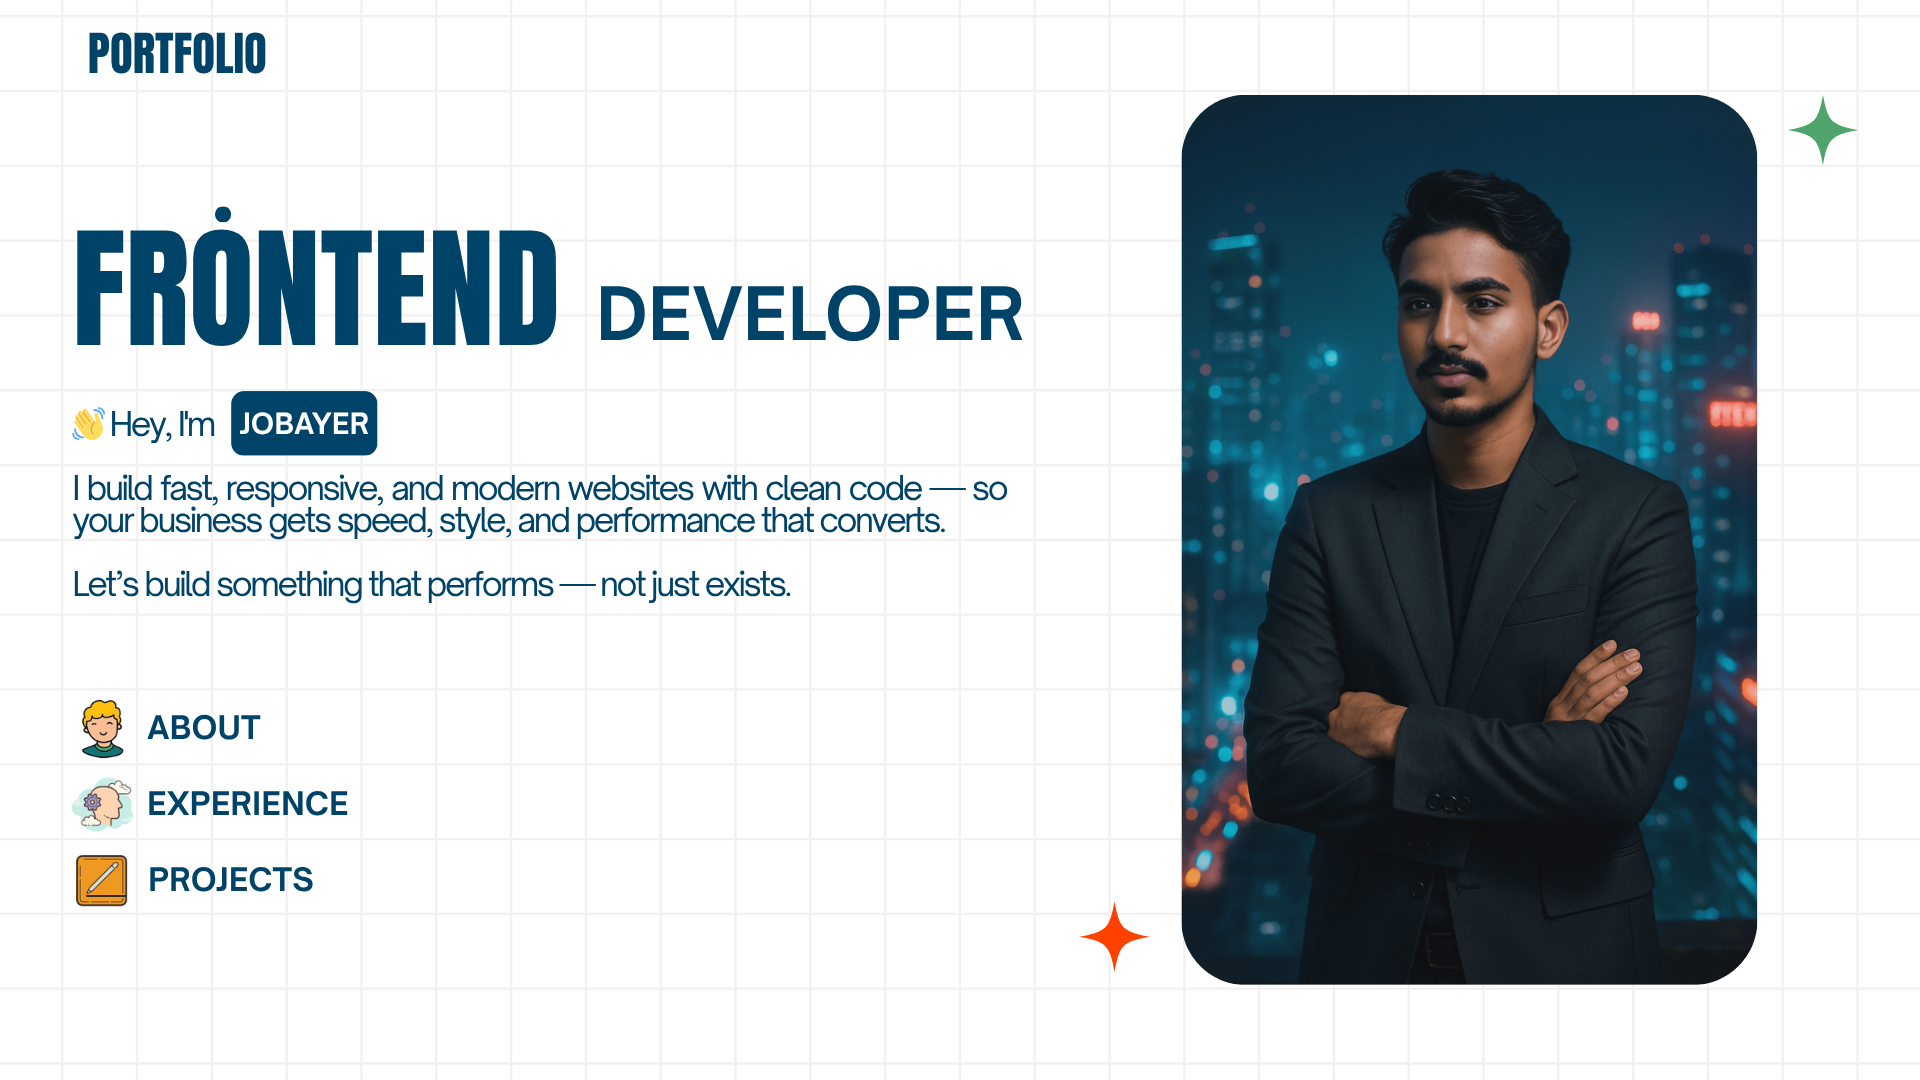 PORTFOLIO
FRONTEND DEVELOPER
👋 Hey, I'm JOBAYER
I build fast, responsive, and modern websites with clean code — so
your business gets speed, style, and performance that converts.
Let’s build something that performs — not just exists.
ABOUT
EXPERIENCE
PROJECTS